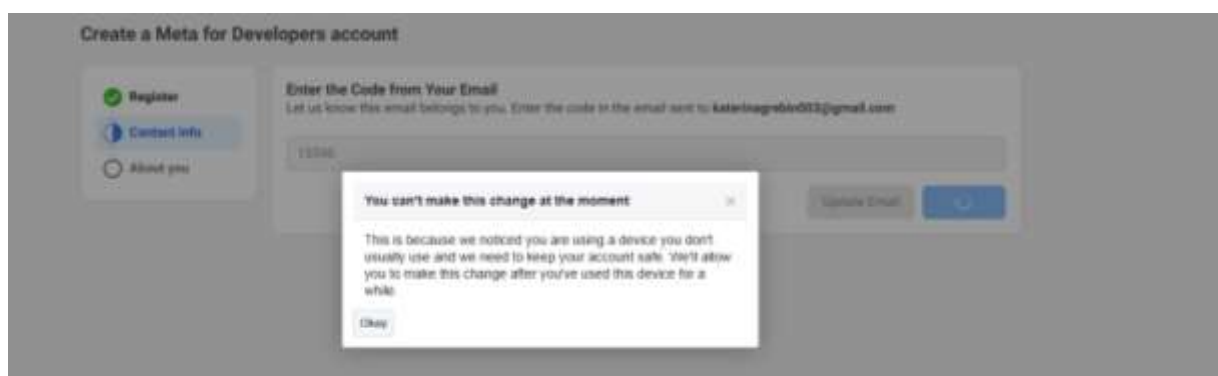 Create a Meta for Developers account
Register
Contact info
About you
Enter the Code from Your Email
Let us know this email belongs to you. Enter the code in the email sent to
Update Email
You can't make this change at the moment
This is because we noticed you are using a device you don't
usually use and we need to keep your account safe. We'll allow
you to make this change after you've used this device for a
while.
Okay